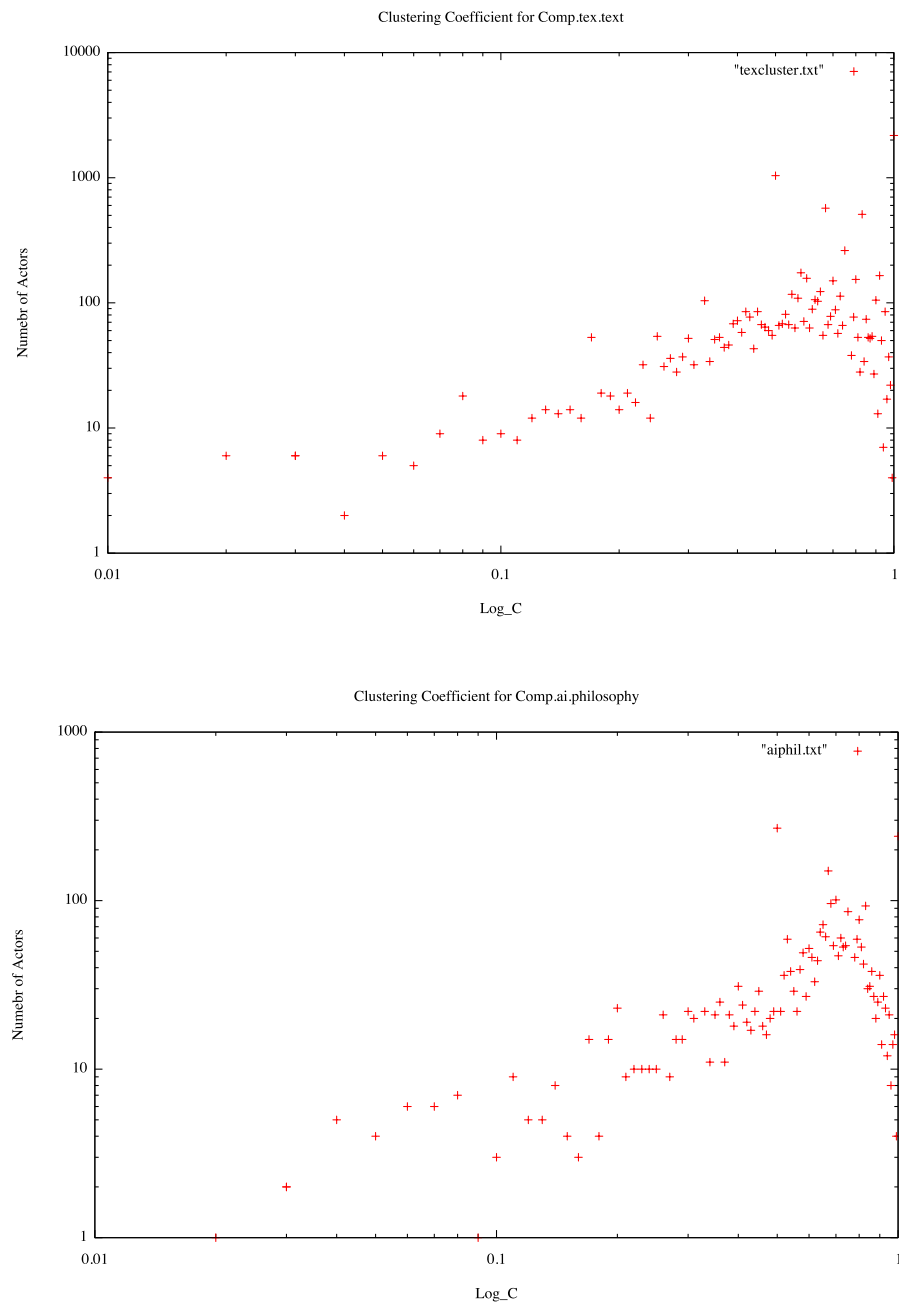 Clustering Coefficient for Comp.tex.text
10000
"texcluster.txt"
1000
Numebr of Actors
100
10
1
0.01
0.1
1
Log_C
Clustering Coefficient for Comp.ai.philosophy
1000
"aiphil.txt"
100
Numebr of Actors
10
1
0.01
0.1
1
Log_C